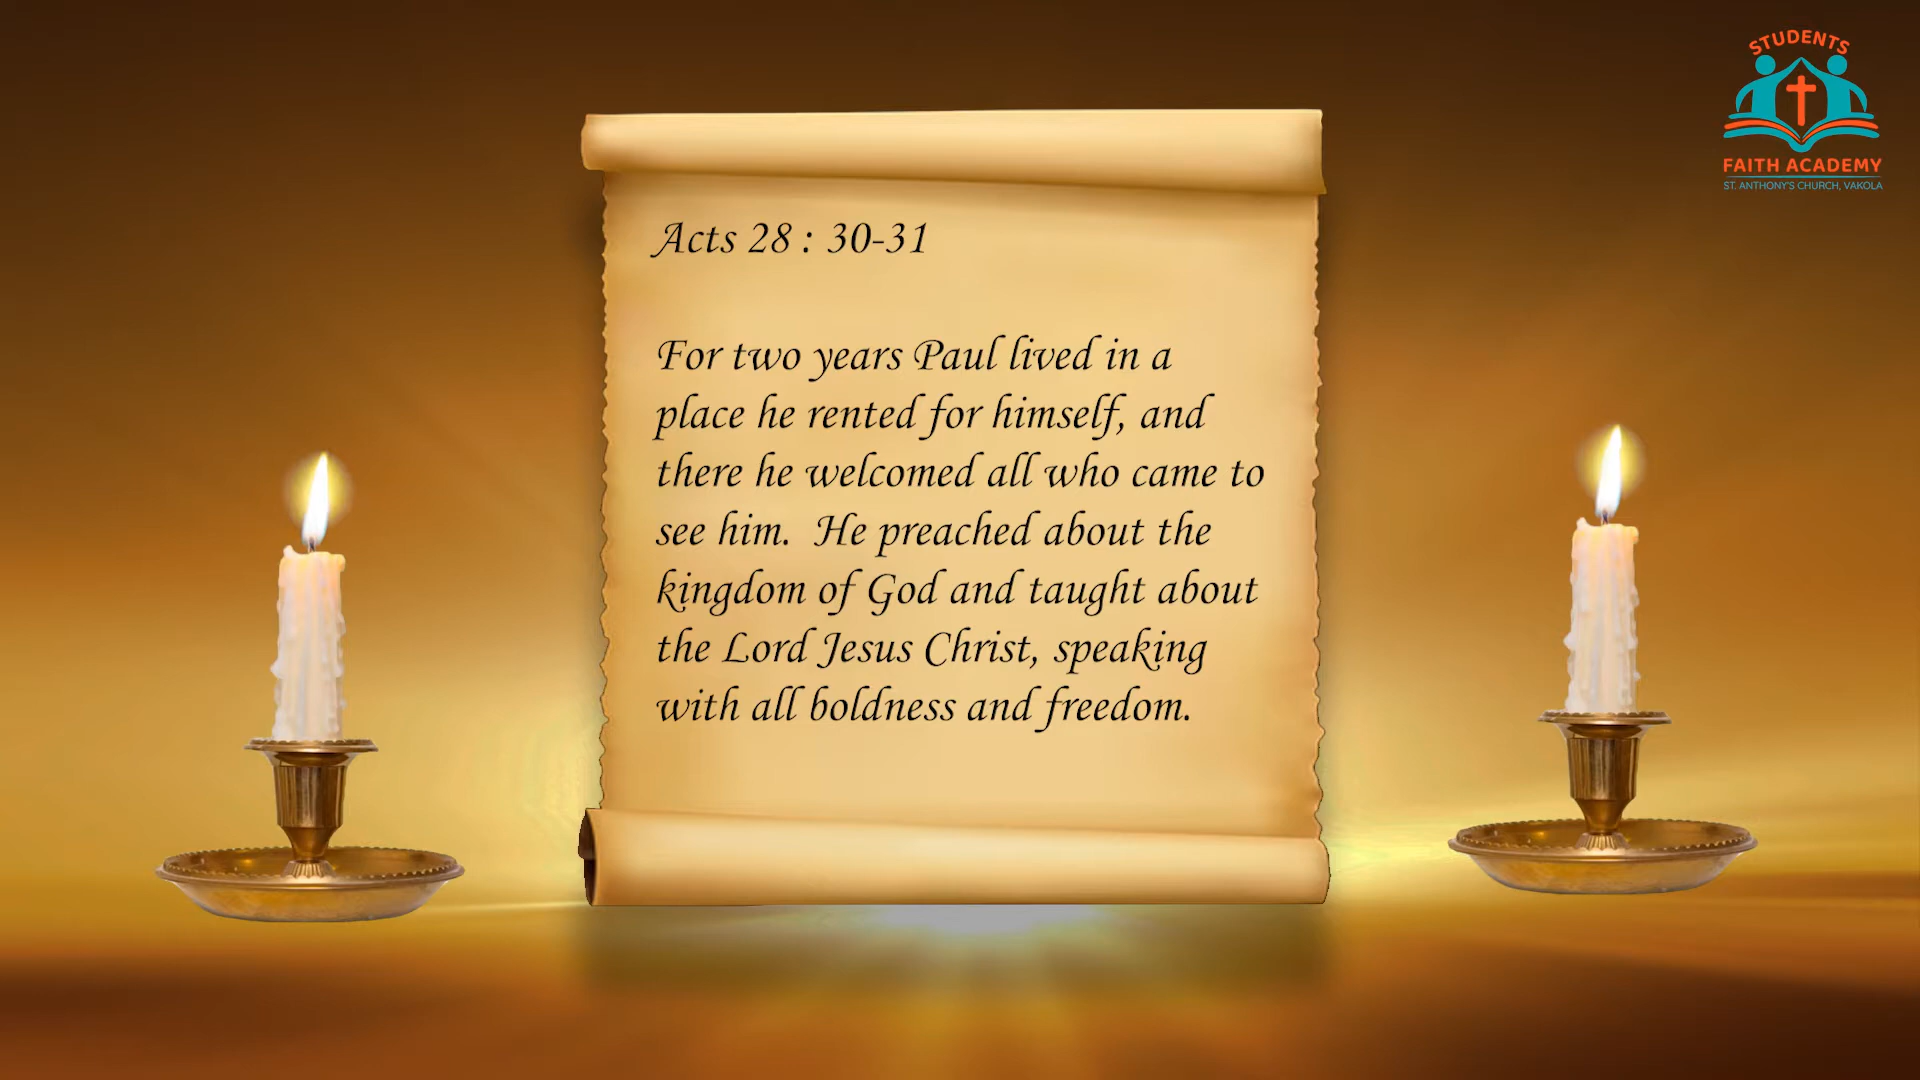 STUDENTS
FAITH ACADEMY
ST. ANTHONY'S CHURCH, VAKOLA
Acts 28 : 30-31
For two years Paul lived in a
place he rented for himself, and
there he welcomed all who came to
see him.  He preached about the
kingdom of God and taught about
the Lord Jesus Christ, speaking
with all boldness and freedom.